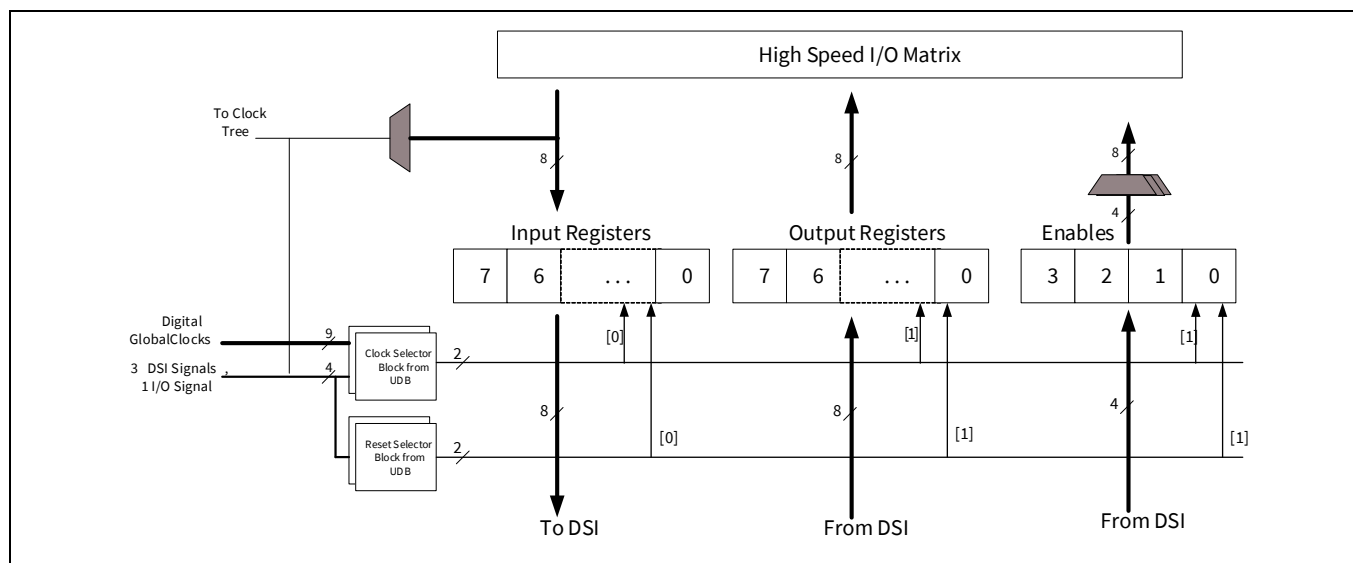 High Speed I/O Matrix
To Clock
Tree
8
8
8
4
Input Registers
Output Registers
Enables
7 6 ... 0
7 6 ... 0
3 2 1 0
Digital
GlobalClocks
9
3 DSI Signals ,
1 I/O Signal
4
Clock Selector
Block from
UDB
2
[0]
[1]
[1]
Reset Selector
Block from
UDB
2
8
[0]
8
[1]
4
[1]
To DSI
From DSI
From DSI